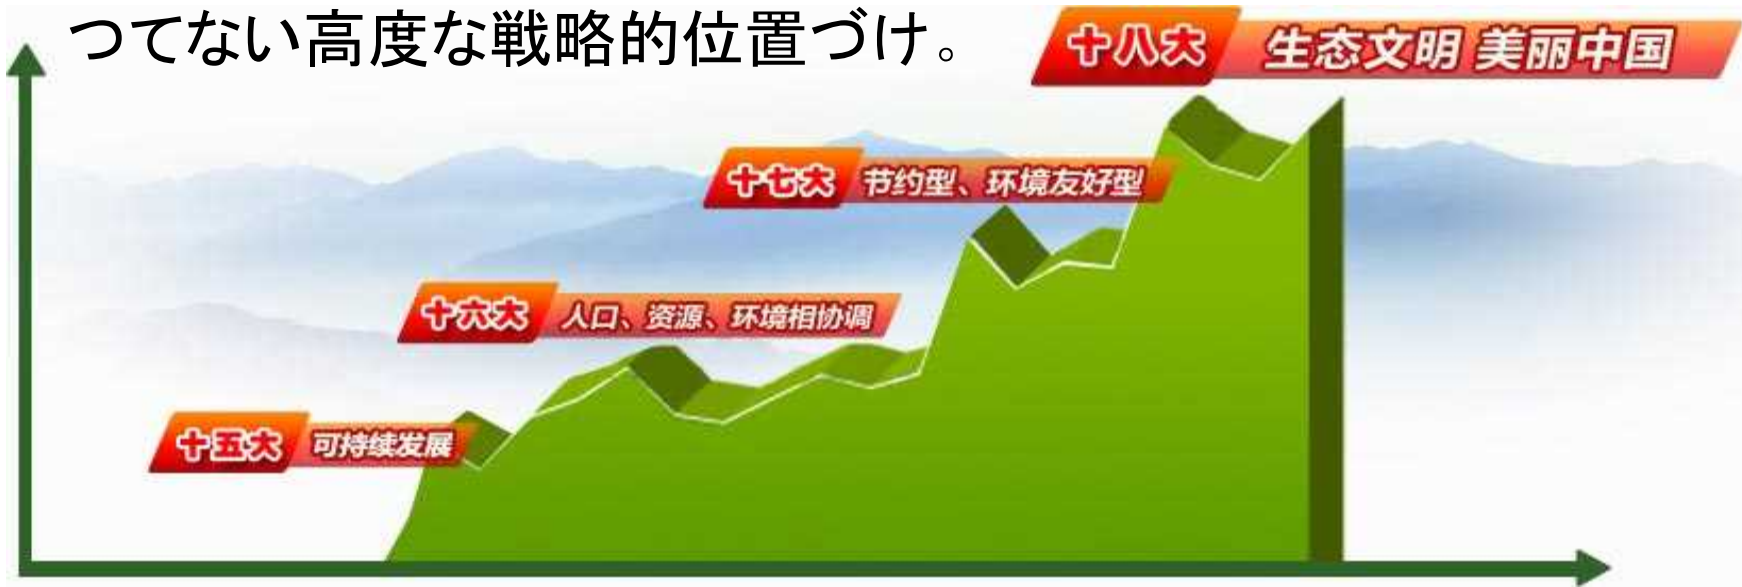 つてない高度な戦略的位置づけ。
十八大 生态文明 美丽中国
十七大 节约型、环境友好型
十六大 人口、资源、环境相协调
十五大 可持续发展